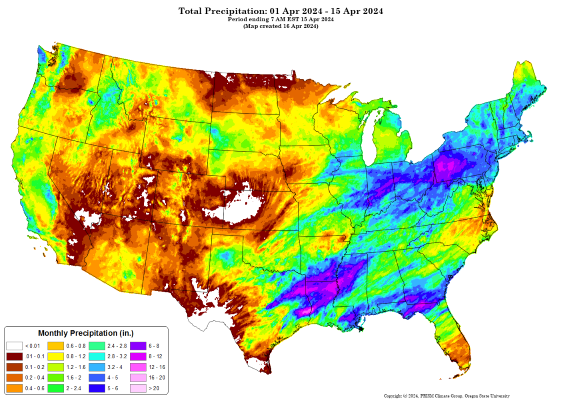 Total Precipitation: 01 Apr 2024 - 15 Apr 2024
Period ending 7 AM EST 15 Apr 2024
(Map created 16 Apr 2024)
Monthly Precipitation (in.)
< 0.01 0.6 - 0.8 2.4 - 2.8 6 - 8
0.1 - 0.1 0.8 - 1.2 2.8 - 3.2 8 - 12
0.1 - 0.2 1.2 - 1.6 3.2 - 4 12 - 16
0.2 - 0.4 1.6 - 2 4 - 5 16 - 20
0.4 - 0.6 2 - 2.4 5 - 6 > 20
Copyright (c) 2024, PRISM Climate Group, Oregon State University